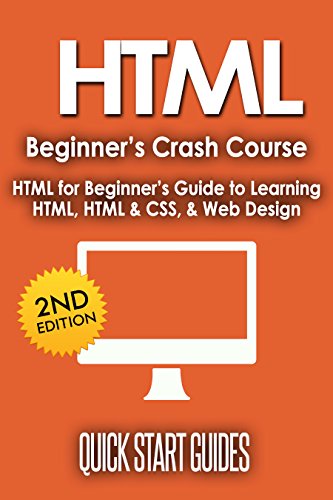 HTML
Beginner's Crash Course
HTML for Beginner's Guide to Learning
HTML, HTML & CSS, & Web Design
2ND
EDITION
QUICK START GUIDES